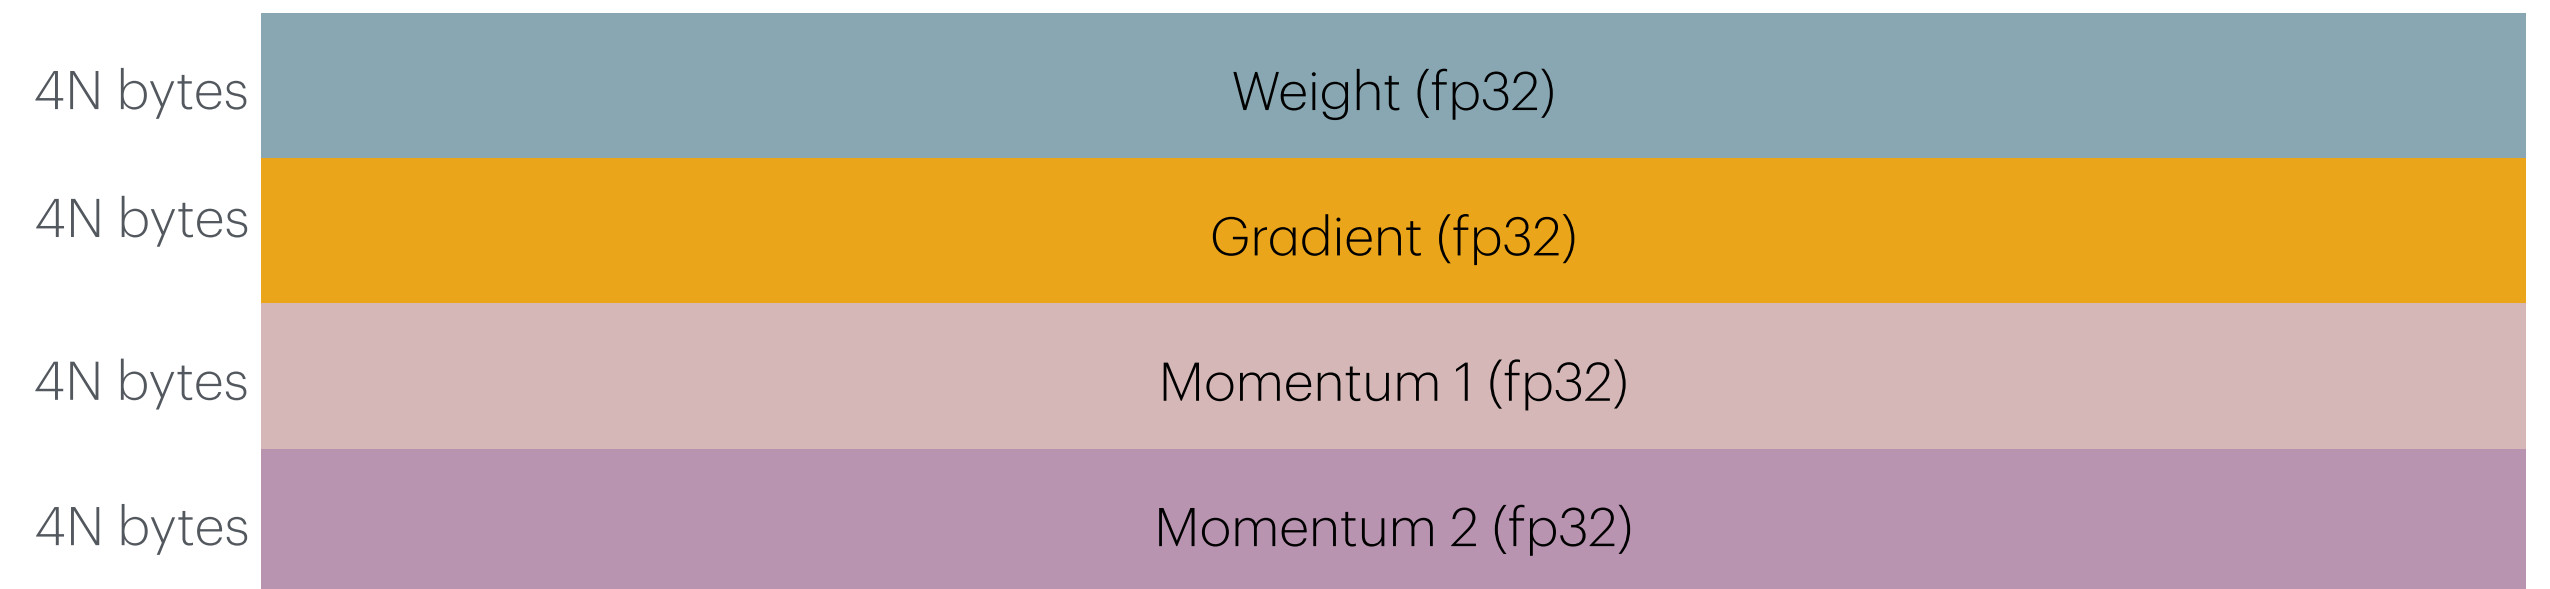 4N bytes Weight (fp32)
4N bytes Gradient (fp32)
4N bytes Momentum 1 (fp32)
4N bytes Momentum 2 (fp32)